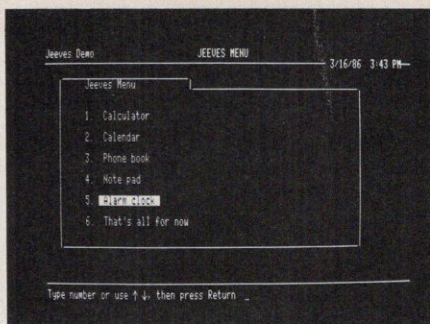 Jeeves Demo JEEVES MENU
3/16/86 3:43 PM
Jeeves Menu
1. Calculator
2. Calendar
3. Phone book
4. Note pad
5. Alarm clock
6. That's all for now
Type number or use ↑ ↓, then press Return _